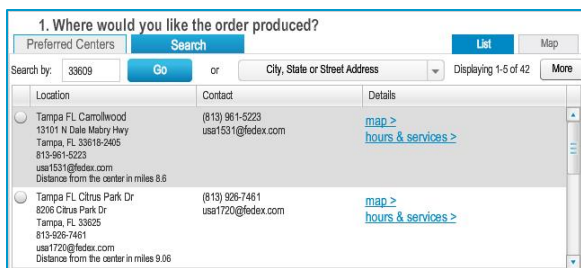 1. Where would you like the order produced?
Preferred Centers Search List Map
Search by: 33609 Go or City, State or Street Address Displaying 1-5 of 42 More
Location Contact Details
Tampa FL Carrollwood (813) 961-5223 map >
13101 N Dale Mabry Hwy usa1531@fedex.com hours & services >
Tampa, FL 33618-2405
813-961-5223
usa1531@fedex.com
Distance from the center in miles 8.6
Tampa FL Citrus Park Dr (813) 926-7461 map >
8206 Citrus Park Dr usa1720@fedex.com hours & services >
Tampa, FL 33625
813-926-7461
usa1720@fedex.com
Distance from the center in miles 9.06